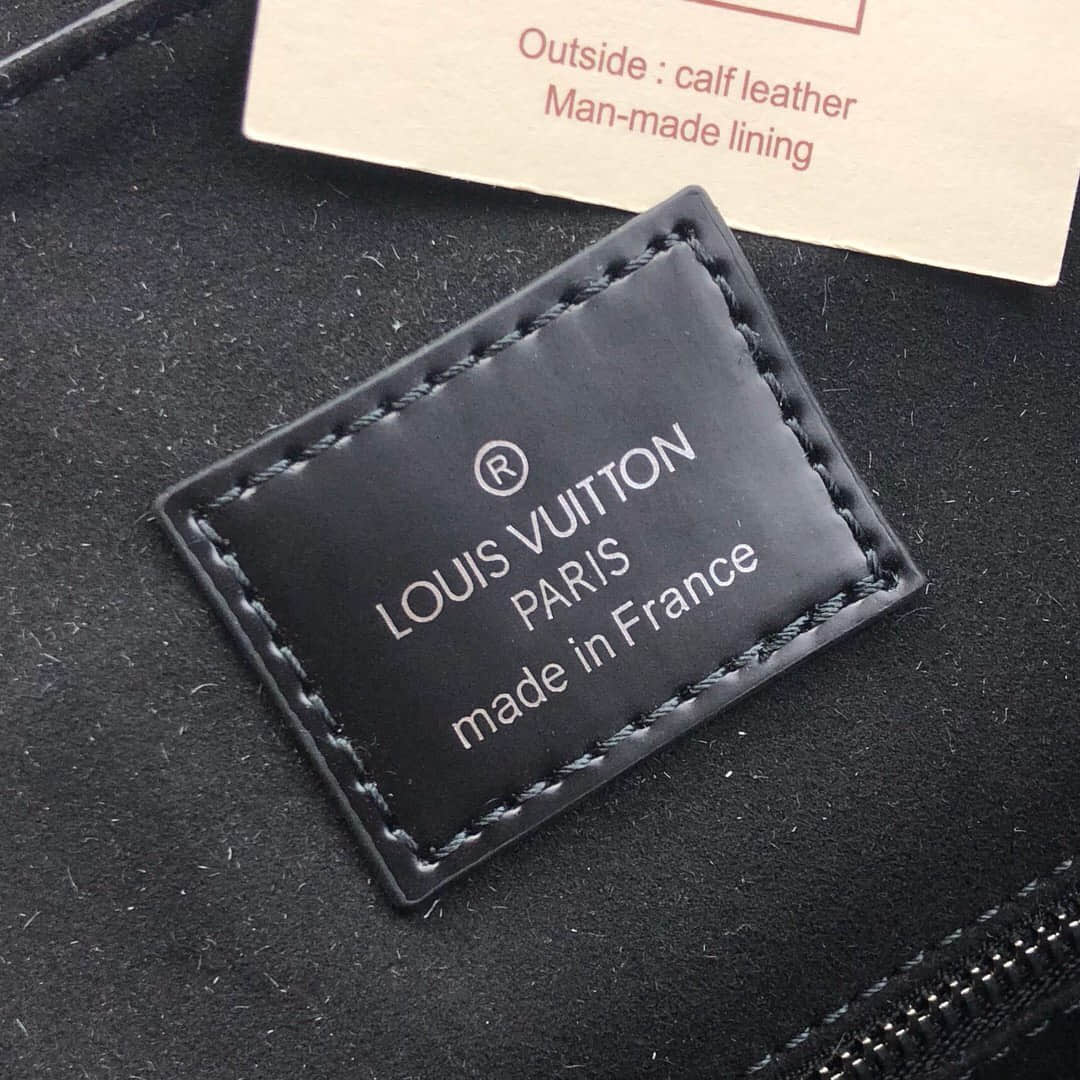 Outside : calf leather
Man-made lining
®
LOUIS VUITTON
PARIS
made in France